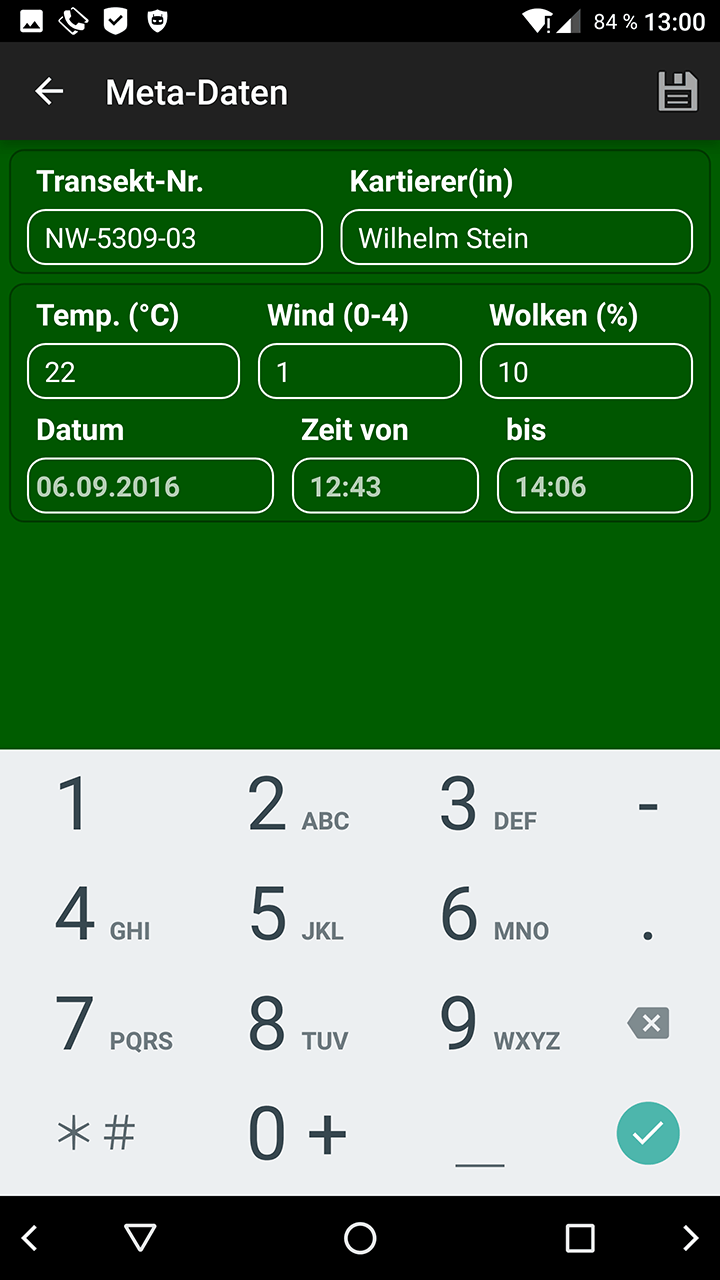 84 % 13:00
Meta-Daten
Transekt-Nr. Kartierer(in)
NW-5309-03 Wilhelm Stein
Temp. (°C) Wind (0-4) Wolken (%)
22 1 10
Datum Zeit von bis
06.09.2016 12:43 14:06
1 2 ABC 3 DEF -
4 GHI 5 JKL 6 MNO .
7 PQRS 8 TUV 9 WXYZ
* # 0 + _